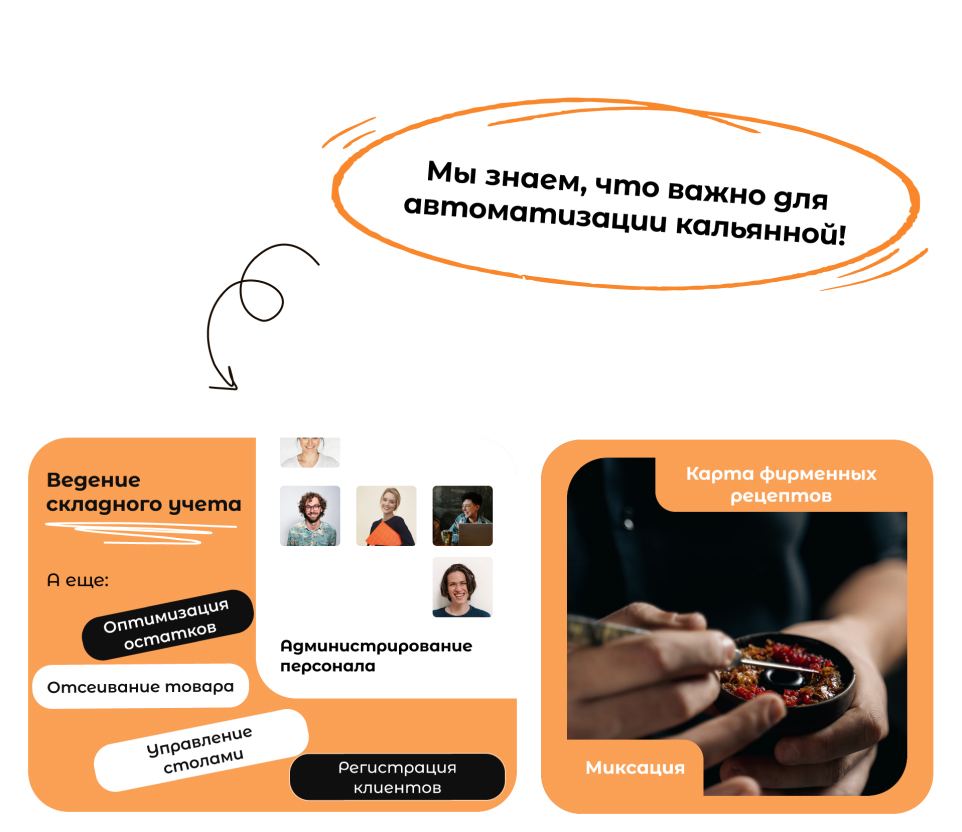 Мы знаем, что важно для
автоматизации кальянной!
Ведение
складного учета
А еще:
Оптимизация
остатков
Отсеивание товара
Управление
столами
Регистрация
клиентов
Администрирование
персонала
Карта фирменных
рецептов
Миксация